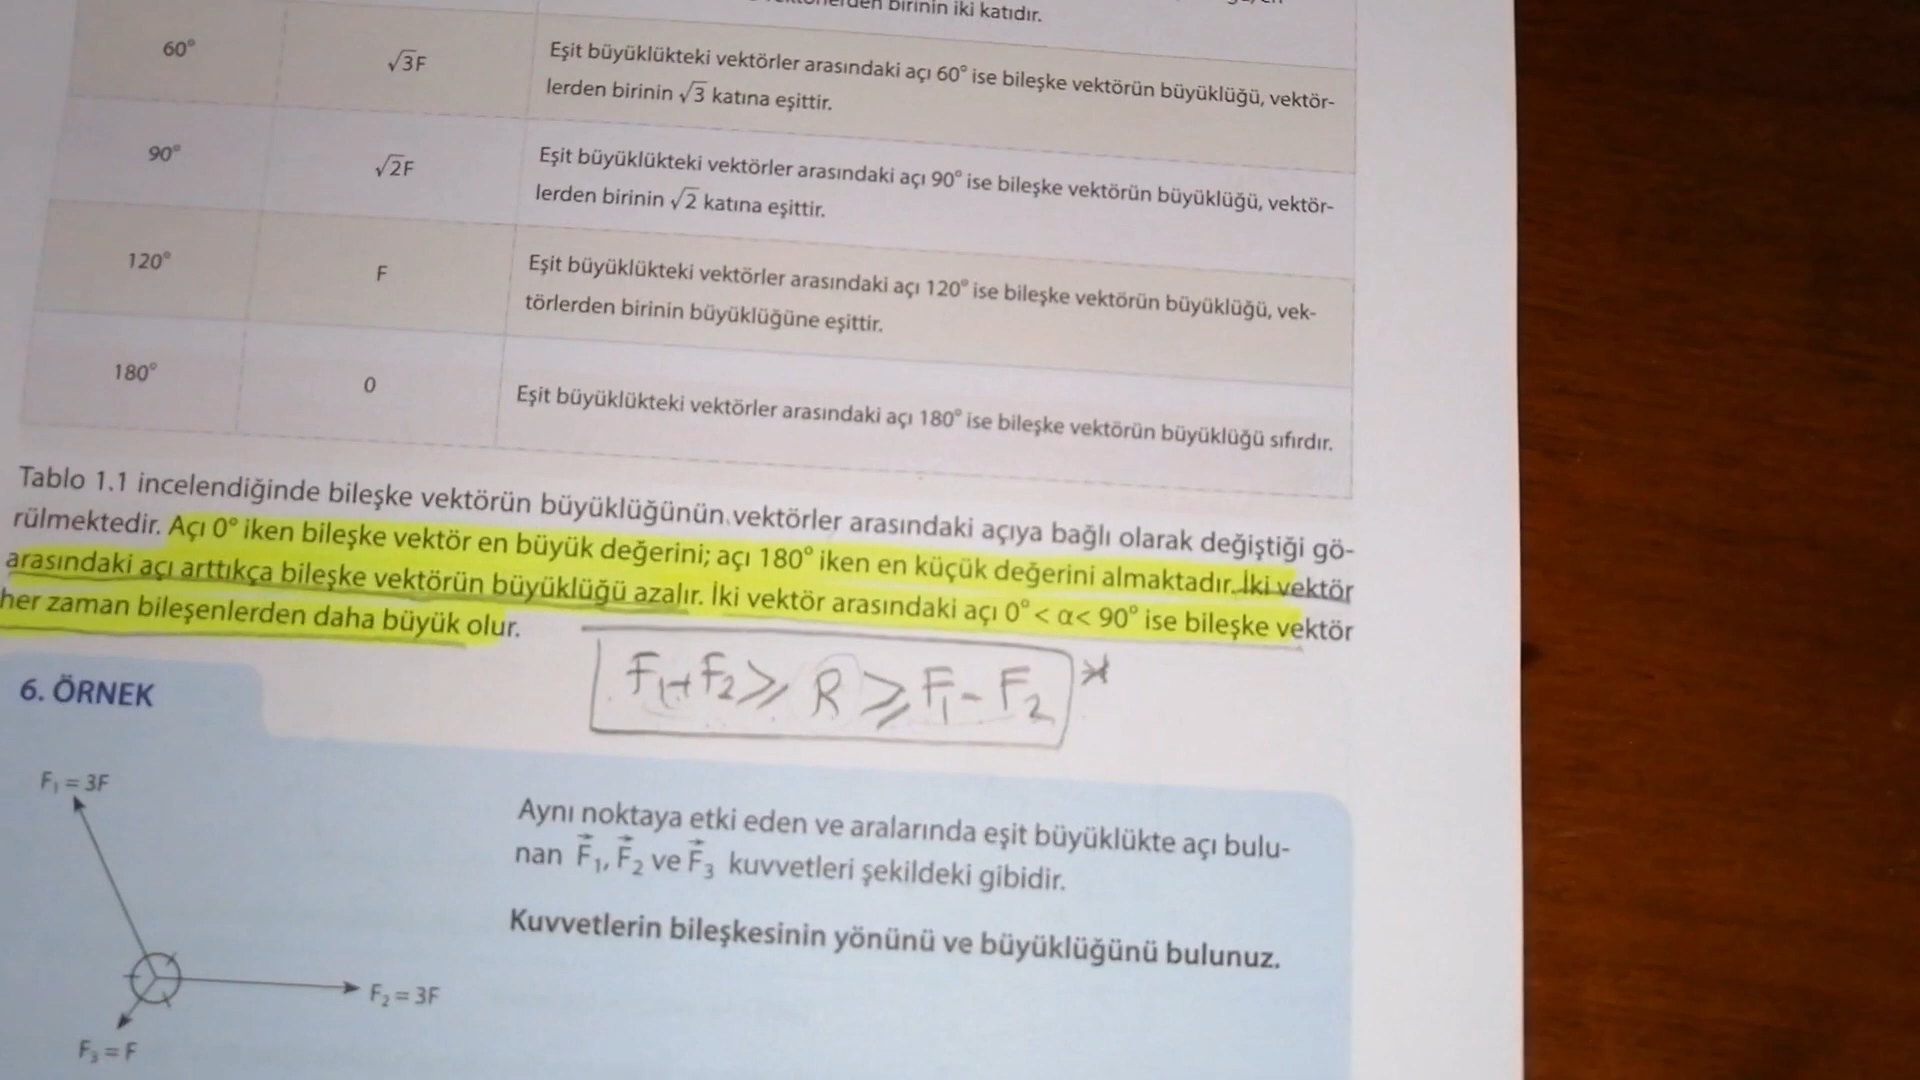 birinin iki katıdır.
60° √3F Eşit büyüklükteki vektörler arasındaki açı 60° ise bileşke vektörün büyüklüğü, vektör-
lerden birinin √3 katına eşittir.
90° √2F Eşit büyüklükteki vektörler arasındaki açı 90° ise bileşke vektörün büyüklüğü, vektör-
lerden birinin √2 katına eşittir.
120° F Eşit büyüklükteki vektörler arasındaki açı 120° ise bileşke vektörün büyüklüğü, vek-
törlerden birinin büyüklüğüne eşittir.
180° 0 Eşit büyüklükteki vektörler arasındaki açı 180° ise bileşke vektörün büyüklüğü sıfırdır.
Tablo 1.1 incelendiğinde bileşke vektörün büyüklüğünün vektörler arasındaki açıya bağlı olarak değiştiği gö-
rülmektedir. Açı 0° iken bileşke vektör en büyük değerini; açı 180° iken en küçük değerini almaktadır. İki vektör
arasındaki açı arttıkça bileşke vektörün büyüklüğü azalır. İki vektör arasındaki açı 0° < α < 90° ise bileşke vektör
her zaman bileşenlerden daha büyük olur.
F₁+F₂ ⩾ R ⩾ F₁-F₂ *
6. ÖRNEK
F₁ = 3F
Aynı noktaya etki eden ve aralarında eşit büyüklükte açı bulu-
nan F⃗₁, F⃗₂ ve F⃗₃ kuvvetleri şekildeki gibidir.
Kuvvetlerin bileşkesinin yönünü ve büyüklüğünü bulunuz.
F₂ = 3F
F₃ = F